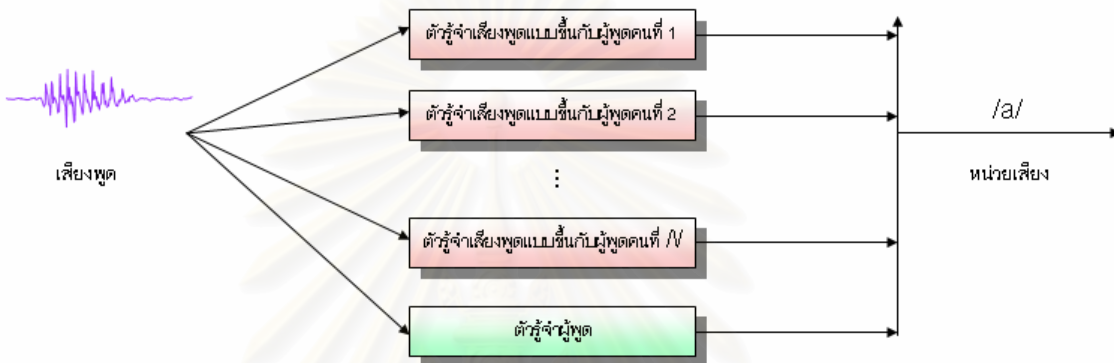 ตัวรู้จำเสียงพูดแบบขึ้นกับผู้พูดคนที่ 1
ตัวรู้จำเสียงพูดแบบขึ้นกับผู้พูดคนที่ 2
/a/
เสียงพูด
หน่วยเสียง
⋮
ตัวรู้จำเสียงพูดแบบขึ้นกับผู้พูดคนที่ N
ตัวรู้จำผู้พูด